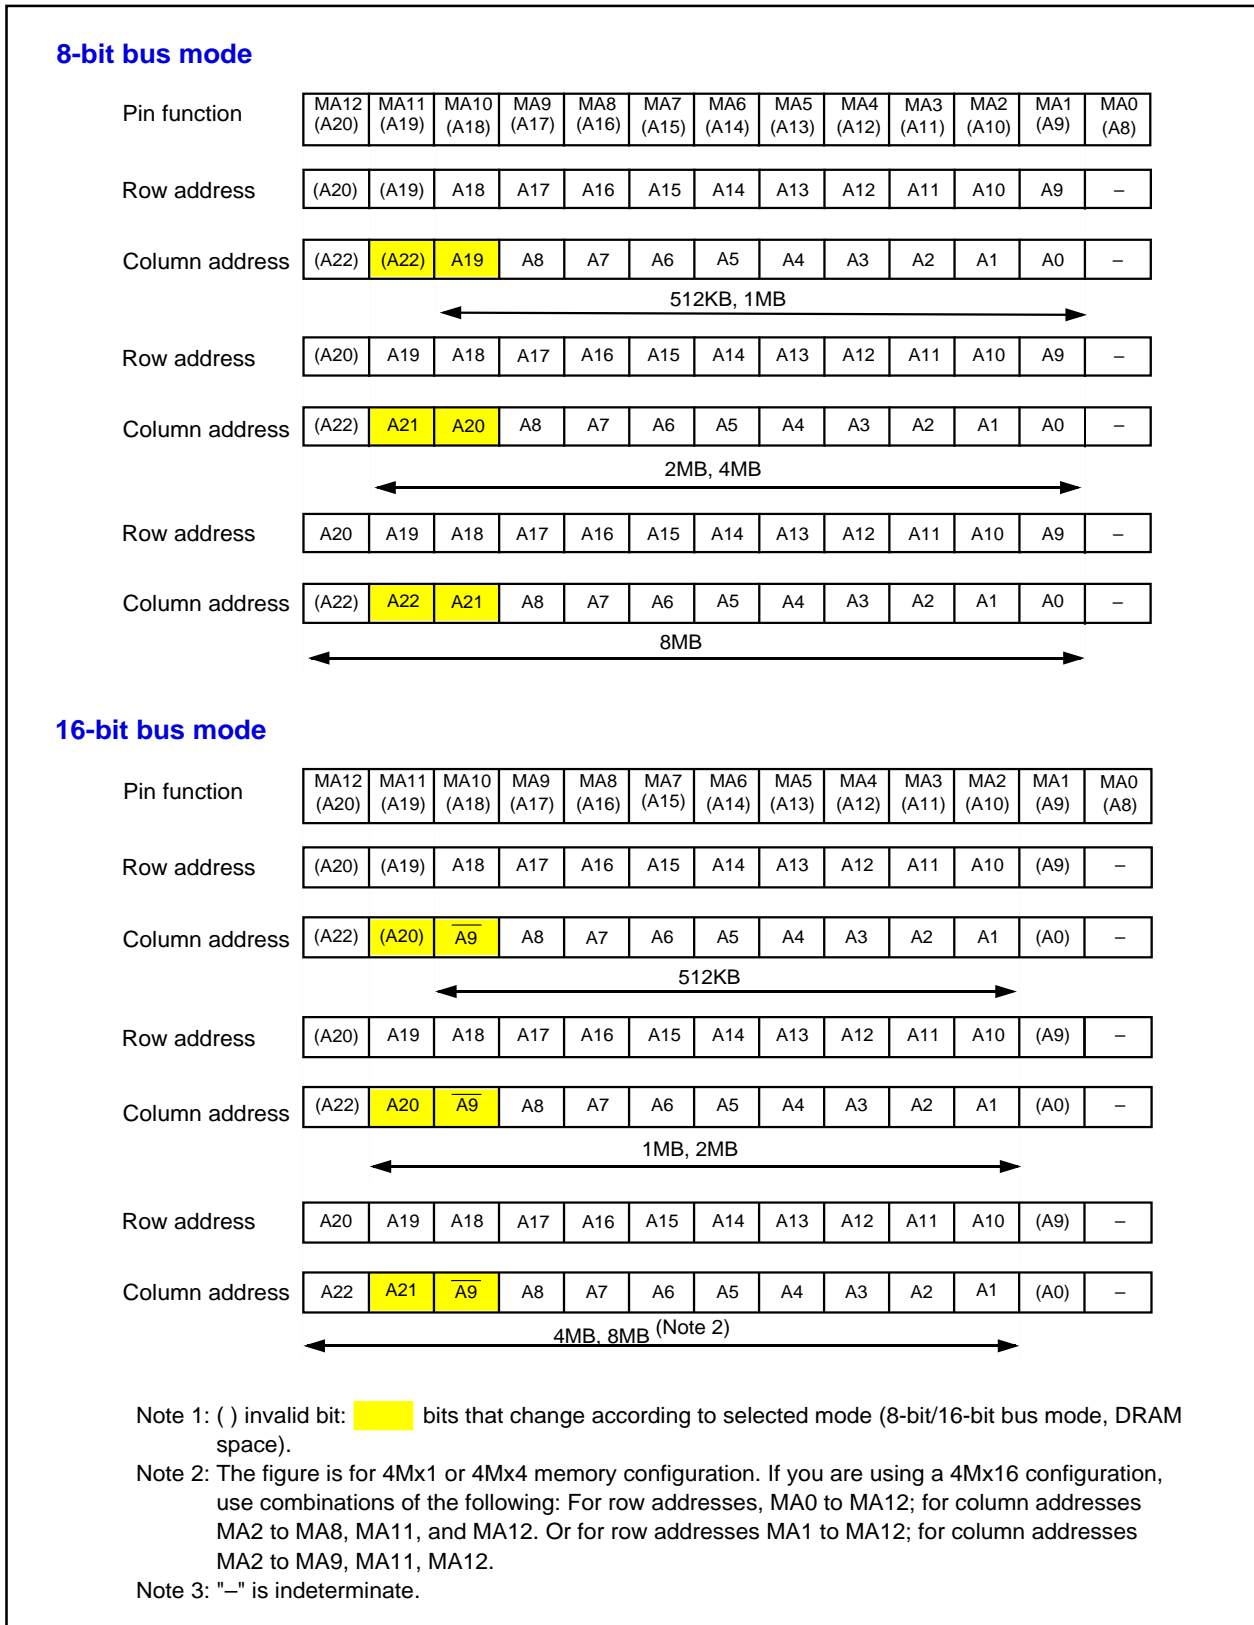 8-bit bus mode
Pin function MA12 (A20) MA11 (A19) MA10 (A18) MA9 (A17) MA8 (A16) MA7 (A15) MA6 (A14) MA5 (A13) MA4 (A12) MA3 (A11) MA2 (A10) MA1 (A9) MA0 (A8)
Row address (A20) (A19) A18 A17 A16 A15 A14 A13 A12 A11 A10 A9 –
Column address (A22) (A22) A19 A8 A7 A6 A5 A4 A3 A2 A1 A0 –
512KB, 1MB
Row address (A20) A19 A18 A17 A16 A15 A14 A13 A12 A11 A10 A9 –
Column address (A22) A21 A20 A8 A7 A6 A5 A4 A3 A2 A1 A0 –
2MB, 4MB
Row address A20 A19 A18 A17 A16 A15 A14 A13 A12 A11 A10 A9 –
Column address (A22) A22 A21 A8 A7 A6 A5 A4 A3 A2 A1 A0 –
8MB
16-bit bus mode
Pin function MA12 (A20) MA11 (A19) MA10 (A18) MA9 (A17) MA8 (A16) MA7 (A15) MA6 (A14) MA5 (A13) MA4 (A12) MA3 (A11) MA2 (A10) MA1 (A9) MA0 (A8)
Row address (A20) (A19) A18 A17 A16 A15 A14 A13 A12 A11 A10 (A9) –
Column address (A22) (A20) A̅9̅ A8 A7 A6 A5 A4 A3 A2 A1 (A0) –
512KB
Row address (A20) A19 A18 A17 A16 A15 A14 A13 A12 A11 A10 (A9) –
Column address (A22) A20 A̅9̅ A8 A7 A6 A5 A4 A3 A2 A1 (A0) –
1MB, 2MB
Row address A20 A19 A18 A17 A16 A15 A14 A13 A12 A11 A10 (A9) –
Column address A22 A21 A̅9̅ A8 A7 A6 A5 A4 A3 A2 A1 (A0) –
4MB, 8MB (Note 2)
Note 1: ( ) invalid bit: bits that change according to selected mode (8-bit/16-bit bus mode, DRAM
space).
Note 2: The figure is for 4Mx1 or 4Mx4 memory configuration. If you are using a 4Mx16 configuration,
use combinations of the following: For row addresses, MA0 to MA12; for column addresses
MA2 to MA8, MA11, and MA12. Or for row addresses MA1 to MA12; for column addresses
MA2 to MA9, MA11, MA12.
Note 3: "–" is indeterminate.